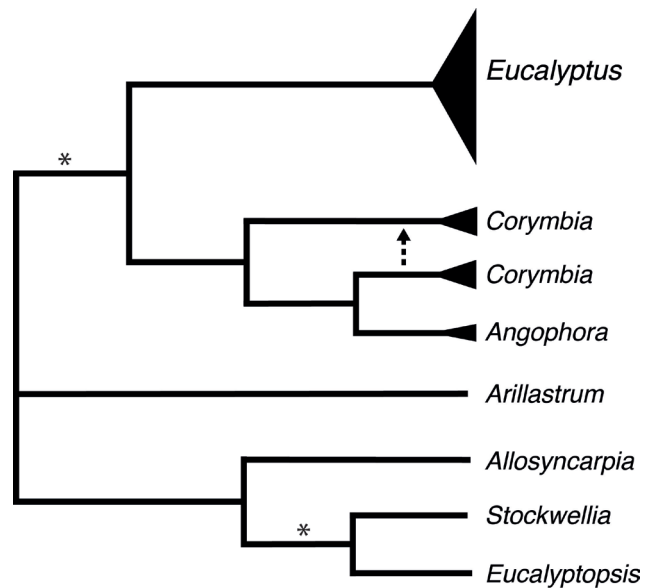 Eucalyptus
*
Corymbia
Corymbia
Angophora
Arillastrum
Allosyncarpia
Stockwellia
*
Eucalyptopsis